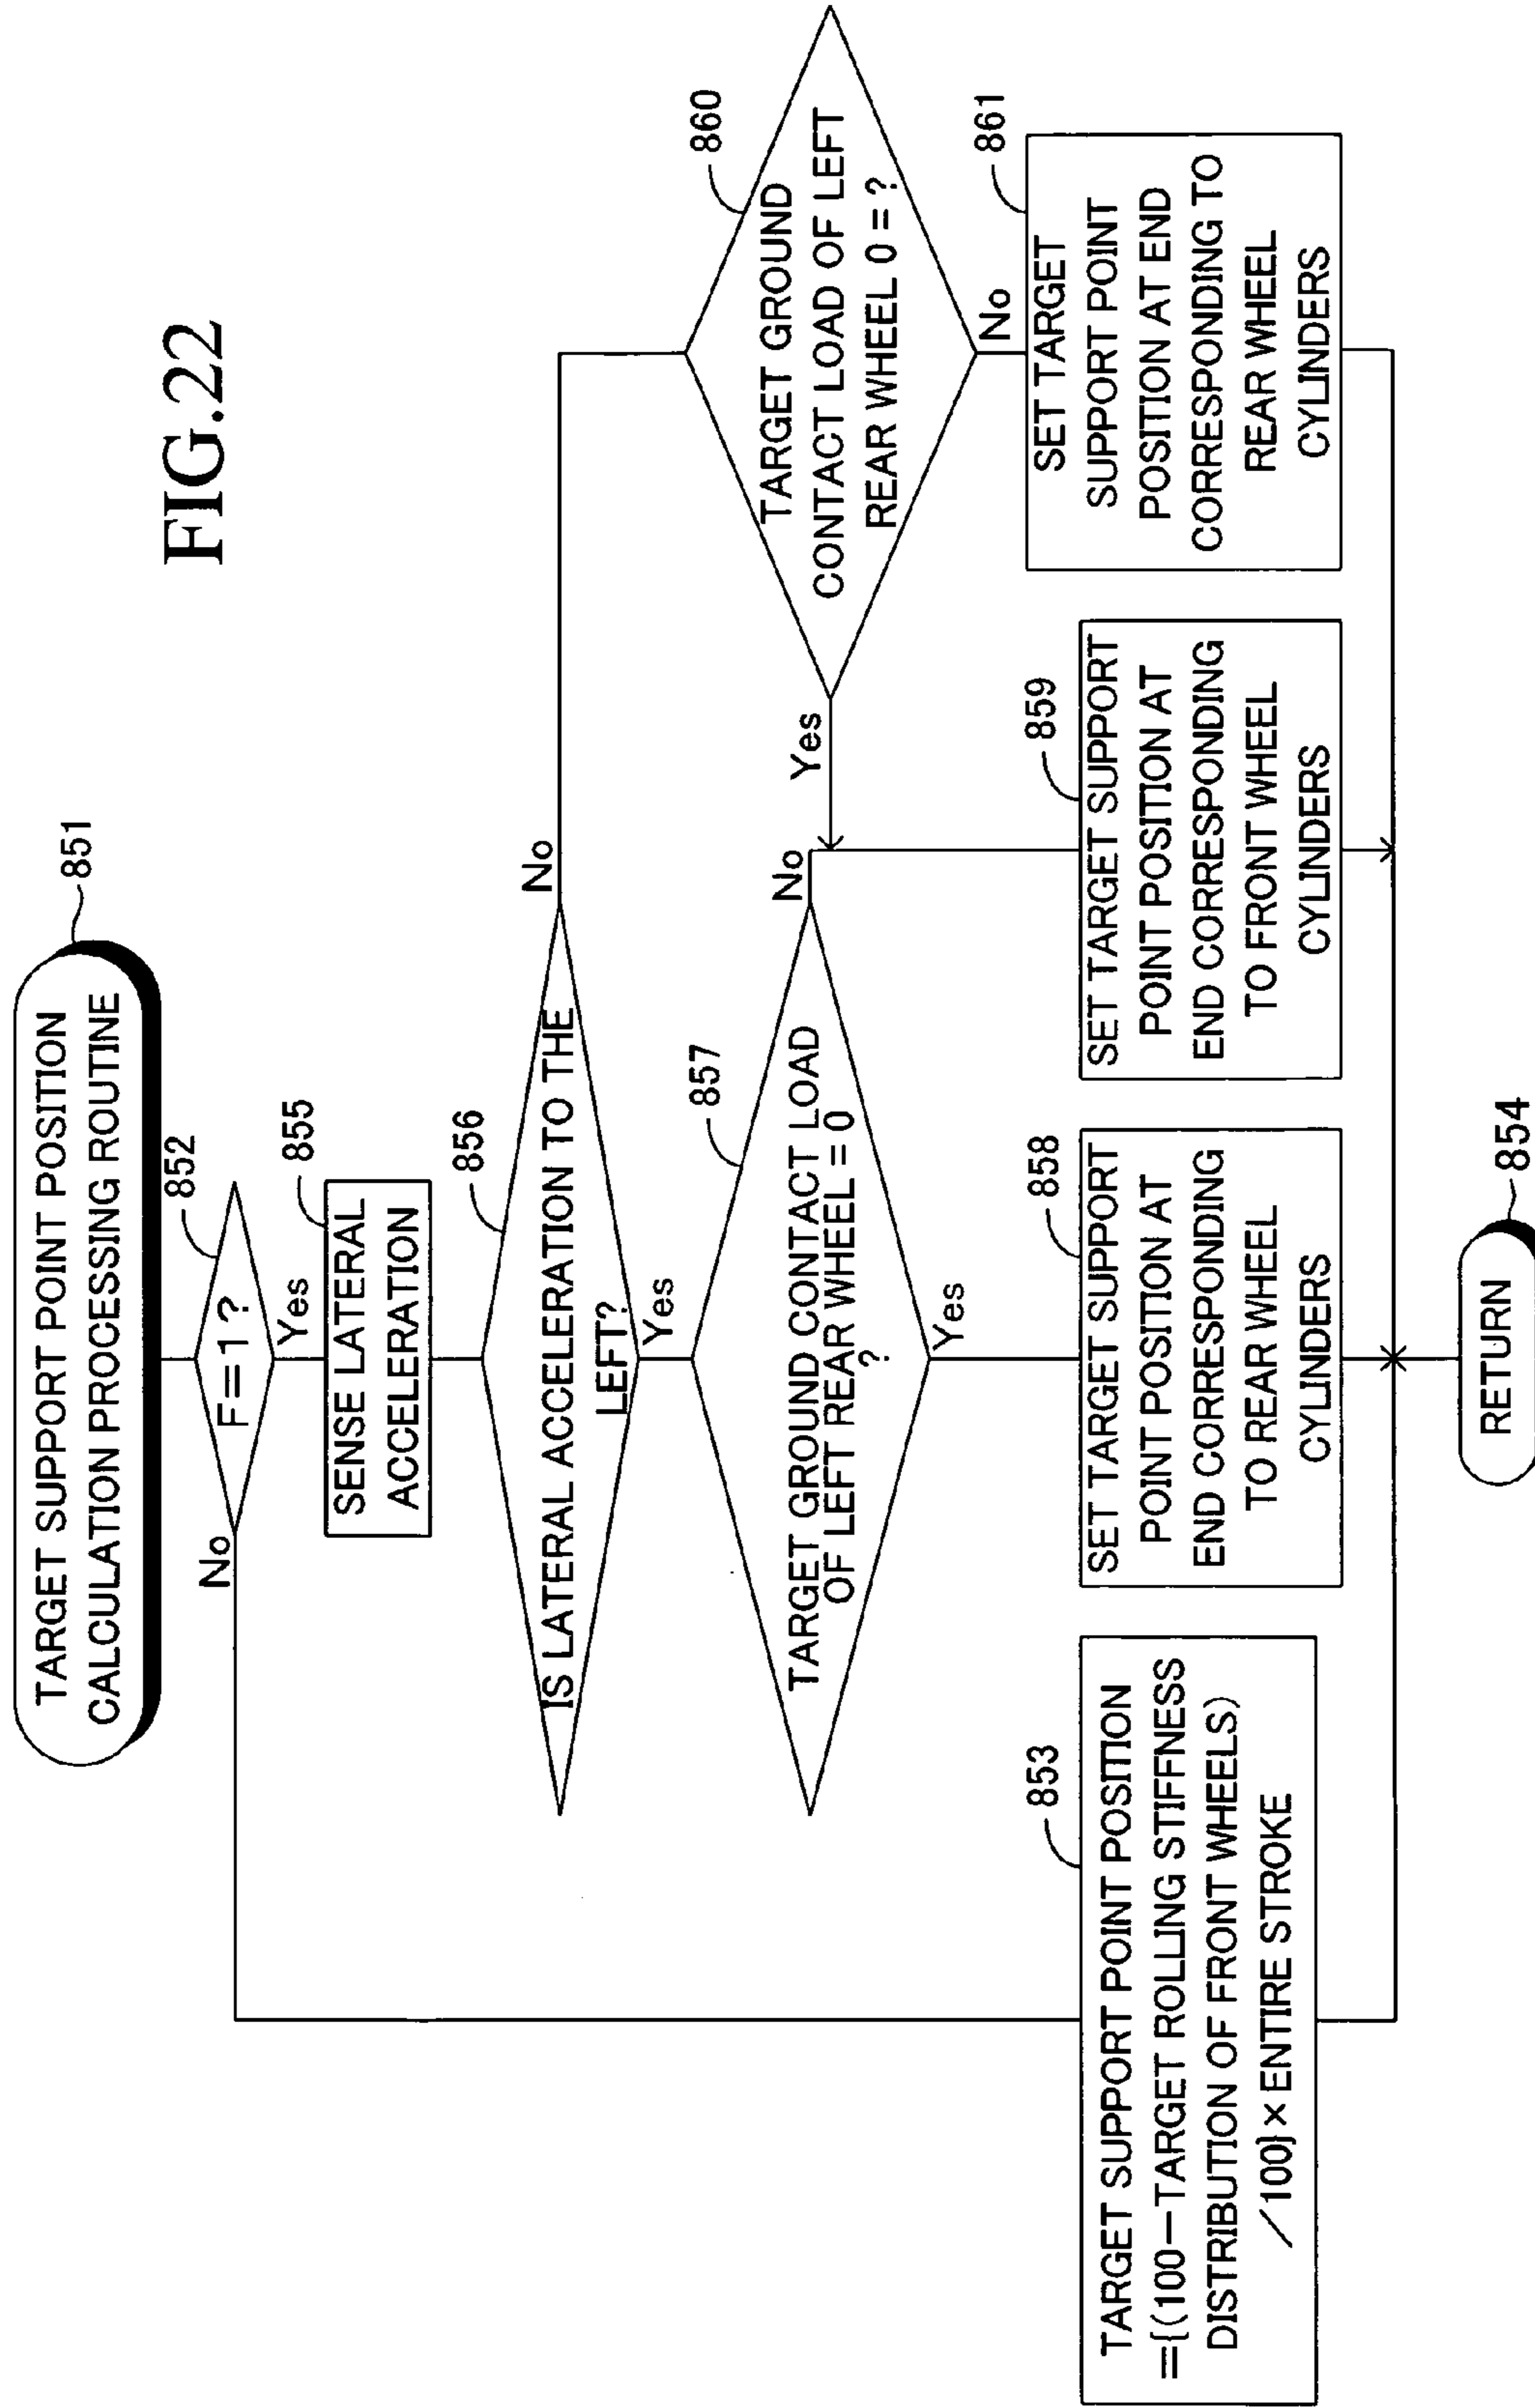 FIG.22
TARGET SUPPORT POINT POSITION
CALCULATION PROCESSING ROUTINE
851
F=1?
852
No
Yes
SENSE LATERAL
ACCELERATION
855
IS LATERAL ACCELERATION TO THE
LEFT?
856
No
Yes
TARGET GROUND CONTACT LOAD
OF LEFT REAR WHEEL = 0
?
857
No
Yes
TARGET GROUND
CONTACT LOAD OF LEFT
REAR WHEEL 0 = ?
860
Yes
No
TARGET SUPPORT POINT POSITION
={(100-TARGET ROLLING STIFFNESS
DISTRIBUTION OF FRONT WHEELS)
/100}×ENTIRE STROKE
853
SET TARGET SUPPORT
POINT POSITION AT
END CORRESPONDING
TO REAR WHEEL
CYLINDERS
858
SET TARGET SUPPORT
POINT POSITION AT
END CORRESPONDING
TO FRONT WHEEL
CYLINDERS
859
SET TARGET
SUPPORT POINT
POSITION AT END
CORRESPONDING TO
REAR WHEEL
CYLINDERS
861
RETURN
854